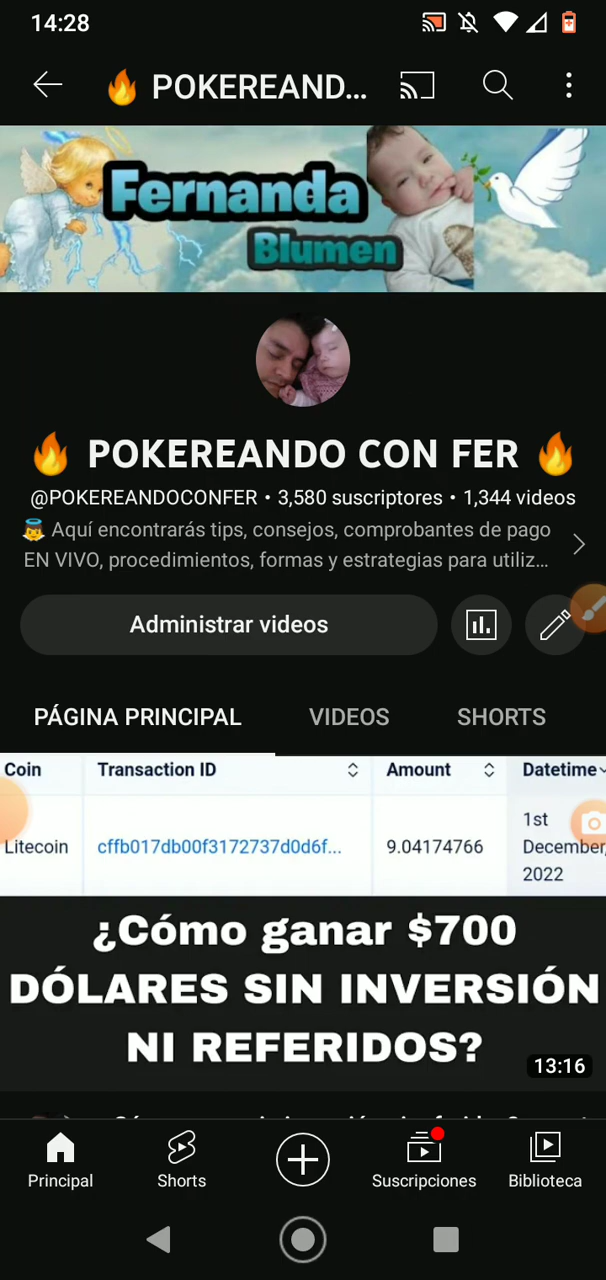 14:28
🔥 POKEREAND...
Fernanda
Blumen
🔥 POKEREANDO CON FER 🔥
@POKEREANDOCONFER • 3,580 suscriptores • 1,344 videos
👼 Aquí encontrarás tips, consejos, comprobantes de pago
EN VIVO, procedimientos, formas y estrategias para utiliz...
Administrar videos
PÁGINA PRINCIPAL VIDEOS SHORTS
Coin Transaction ID Amount Datetime
Litecoin cffb017db00f3172737d0d6f... 9.04174766 1st
December,
2022
¿Cómo ganar $700
DÓLARES SIN INVERSIÓN
NI REFERIDOS?
13:16
Principal Shorts Suscripciones Biblioteca